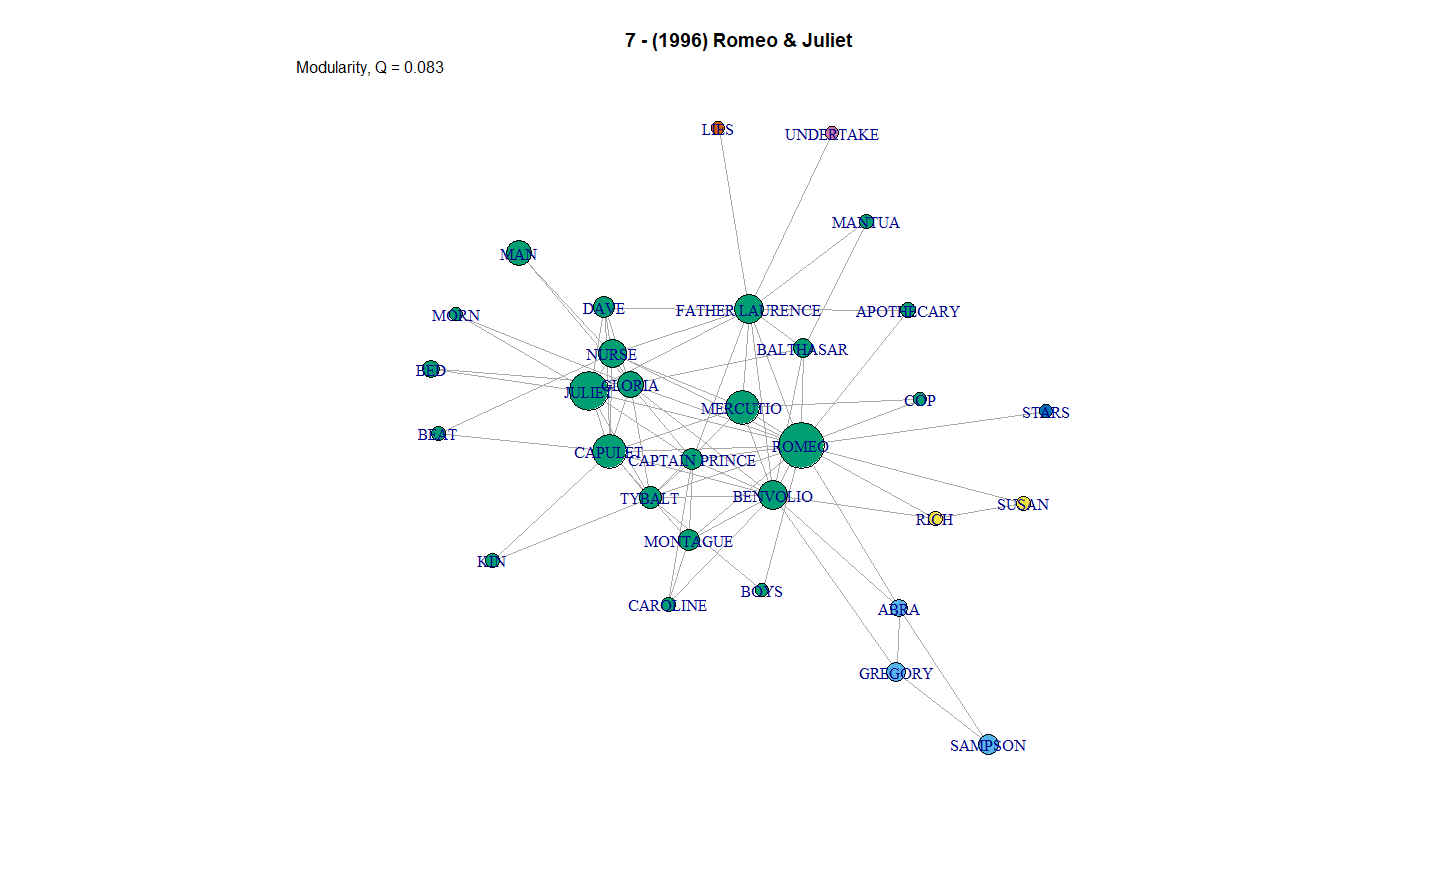 7 - (1996) Romeo & Juliet
Modularity, Q = 0.083
LIES
UNDERTAKE
MANTUA
MAN
DAVE
FATHER LAURENCE
APOTHECARY
MORN
NURSE
BALTHASAR
BED
GLORIA
JULIET
MERCUTIO
COP
STARS
BEAT
ROMEO
CAPULET
CAPTAIN PRINCE
TYBALT
BENVOLIO
SUSAN
RICH
MONTAGUE
KIN
BOYS
CAROLINE
ABRA
GREGORY
SAMPSON